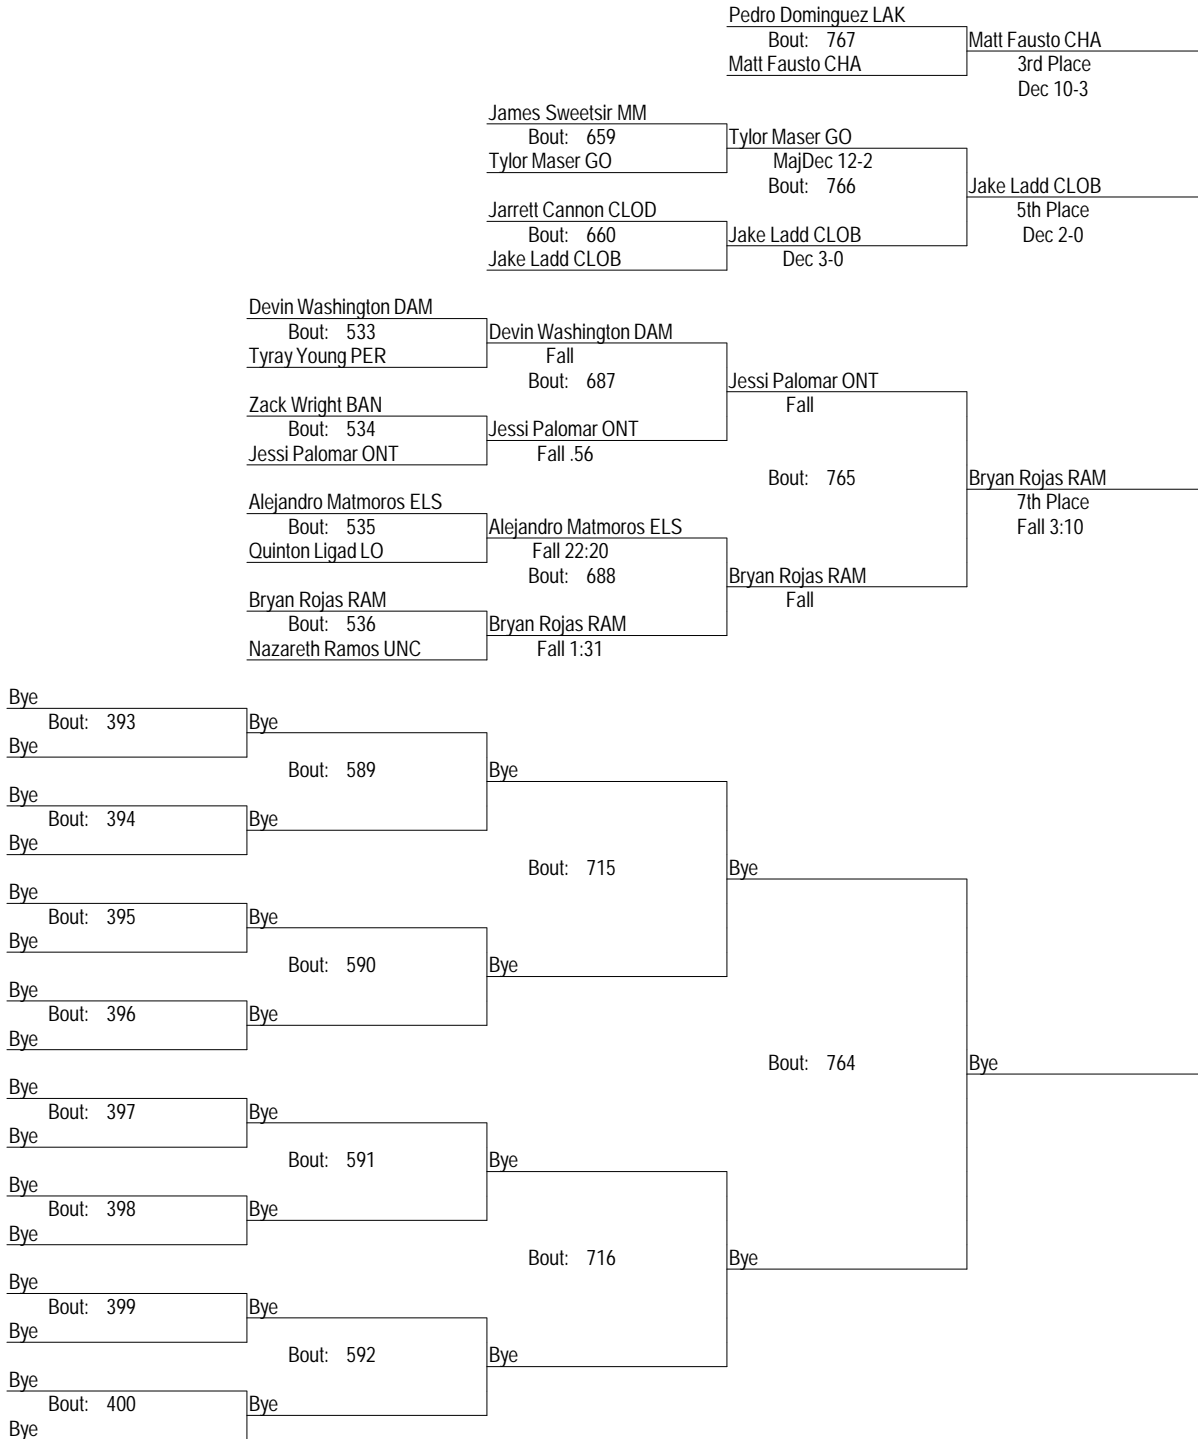 Pedro Dominguez LAK
Bout: 767
Matt Fausto CHA
Matt Fausto CHA
3rd Place
Dec 10-3
James Sweetsir MM
Bout: 659
Tylor Maser GO
Tylor Maser GO
MajDec 12-2
Bout: 766
Jarrett Cannon CLOD
Bout: 660
Jake Ladd CLOB
Jake Ladd CLOB
Dec 3-0
Jake Ladd CLOB
5th Place
Dec 2-0
Devin Washington DAM
Bout: 533
Tyray Young PER
Devin Washington DAM
Fall
Bout: 687
Zack Wright BAN
Bout: 534
Jessi Palomar ONT
Jessi Palomar ONT
Fall .56
Jessi Palomar ONT
Fall
Bout: 765
Alejandro Matmoros ELS
Bout: 535
Quinton Ligad LO
Alejandro Matmoros ELS
Fall 22:20
Bout: 688
Bryan Rojas RAM
Bout: 536
Nazareth Ramos UNC
Bryan Rojas RAM
Fall 1:31
Bryan Rojas RAM
Fall
Bryan Rojas RAM
7th Place
Fall 3:10
Bye
Bout: 393
Bye
Bye
Bout: 589
Bye
Bout: 394
Bye
Bye
Bye
Bout: 715
Bye
Bout: 395
Bye
Bye
Bout: 590
Bye
Bout: 396
Bye
Bye
Bye
Bye
Bout: 764
Bye
Bye
Bout: 397
Bye
Bye
Bout: 591
Bye
Bout: 398
Bye
Bye
Bye
Bout: 716
Bye
Bye
Bout: 399
Bye
Bye
Bout: 592
Bye
Bye
Bout: 400
Bye
Bye